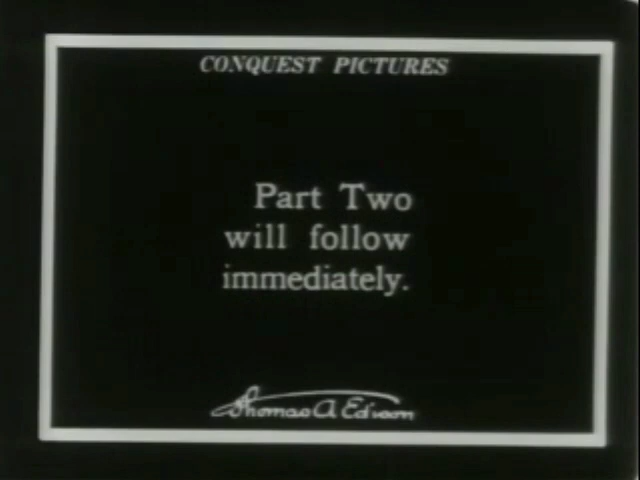 CONQUEST PICTURES
Part Two
will follow
immediately.
Thomas A Edison